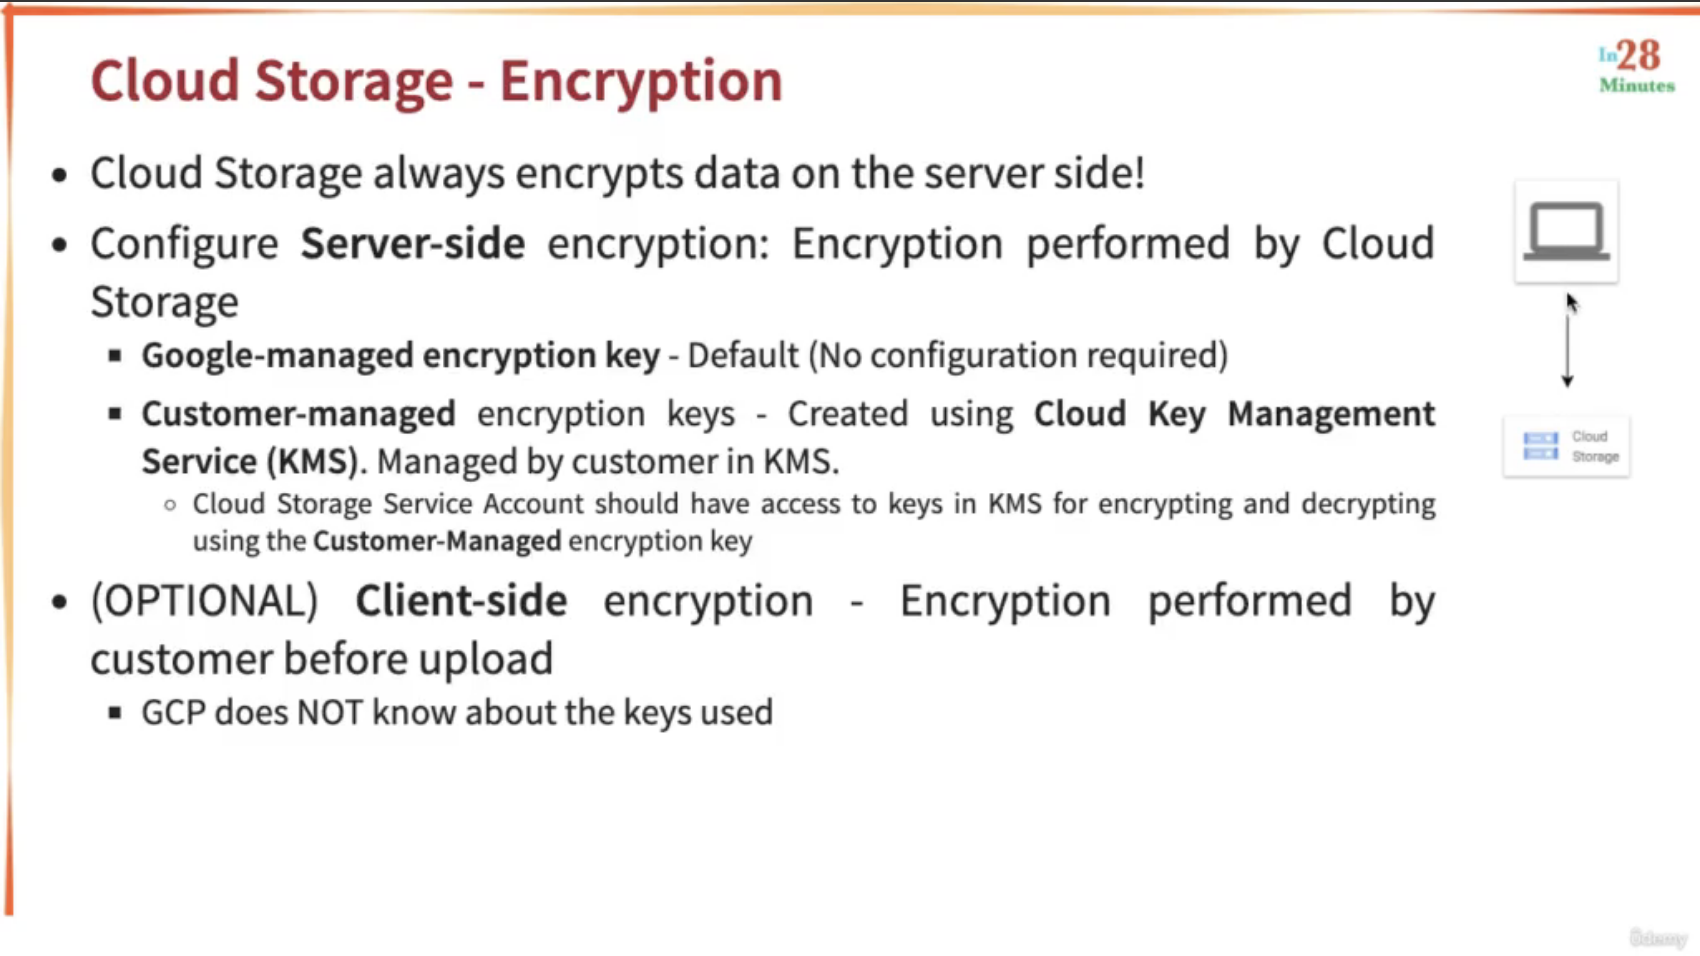 Cloud Storage - Encryption
In28
Minutes
• Cloud Storage always encrypts data on the server side!
• Configure Server-side encryption: Encryption performed by Cloud
Storage
▪ Google-managed encryption key - Default (No configuration required)
▪ Customer-managed encryption keys - Created using Cloud Key Management
Service (KMS). Managed by customer in KMS.
○ Cloud Storage Service Account should have access to keys in KMS for encrypting and decrypting
using the Customer-Managed encryption key
• (OPTIONAL) Client-side encryption - Encryption performed by
customer before upload
▪ GCP does NOT know about the keys used
Cloud
Storage
Udemy